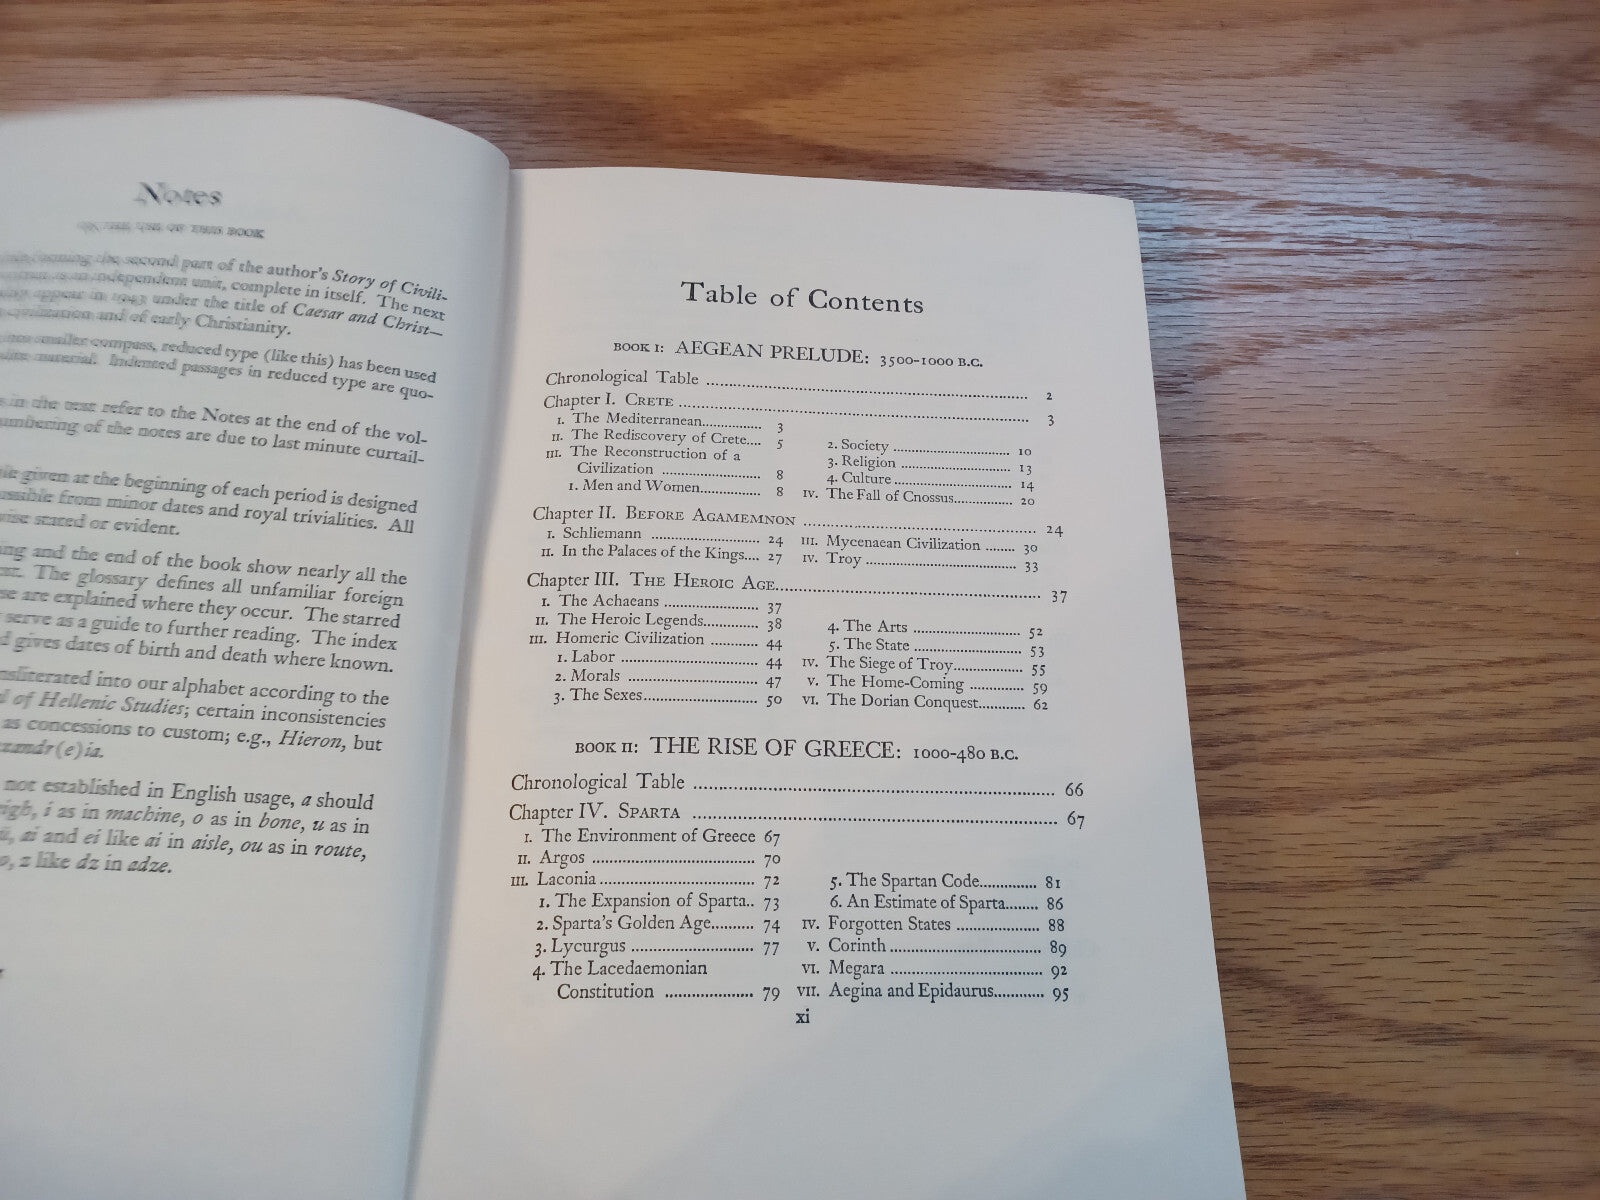 Notes
ON THE USE OF THIS BOOK
forming the second part of the author's Story of Civili-
is an independent unit, complete in itself. The next
appear in 1943 under the title of Caesar and Christ—
civilization and of early Christianity.
smaller compass, reduced type (like this) has been used
material. Indented passages in reduced type are quo-
in the text refer to the Notes at the end of the vol-
numbering of the notes are due to last minute curtail-
given at the beginning of each period is designed
from minor dates and royal trivialities. All
stated or evident.
and the end of the book show nearly all the
The glossary defines all unfamiliar foreign
are explained where they occur. The starred
serve as a guide to further reading. The index
gives dates of birth and death where known.
into our alphabet according to the
of Hellenic Studies; certain inconsistencies
as concessions to custom; e.g., Hieron, but
not established in English usage, a should
i as in machine, o as in bone, u as in
ai and ei like ai in aisle, ou as in route,
z like dz in adze.
Table of Contents
BOOK I: AEGEAN PRELUDE: 3500-1000 B.C.
Chronological Table .......... 2
Chapter I. CRETE .......... 3
I. The Mediterranean.......... 3
II. The Rediscovery of Crete.... 5
III. The Reconstruction of a
Civilization .......... 8
1. Men and Women.......... 8
2. Society .......... 10
3. Religion .......... 13
4. Culture .......... 14
IV. The Fall of Cnossus.......... 20
Chapter II. BEFORE AGAMEMNON .......... 24
I. Schliemann .......... 24
II. In the Palaces of the Kings.... 27
III. Mycenaean Civilization ........ 30
IV. Troy .......... 33
Chapter III. THE HEROIC AGE.......... 37
I. The Achaeans .......... 37
II. The Heroic Legends.......... 38
III. Homeric Civilization .......... 44
1. Labor .......... 44
2. Morals .......... 47
3. The Sexes.......... 50
4. The Arts .......... 52
5. The State .......... 53
IV. The Siege of Troy.......... 55
V. The Home-Coming .......... 59
VI. The Dorian Conquest.......... 62
BOOK II: THE RISE OF GREECE: 1000-480 B.C.
Chronological Table .......... 66
Chapter IV. SPARTA .......... 67
I. The Environment of Greece 67
II. Argos .......... 70
III. Laconia .......... 72
1. The Expansion of Sparta.. 73
2. Sparta's Golden Age......... 74
3. Lycurgus .......... 77
4. The Lacedaemonian
Constitution .......... 79
5. The Spartan Code.......... 81
6. An Estimate of Sparta........ 86
IV. Forgotten States .......... 88
V. Corinth .......... 89
VI. Megara .......... 92
VII. Aegina and Epidaurus.......... 95
xi